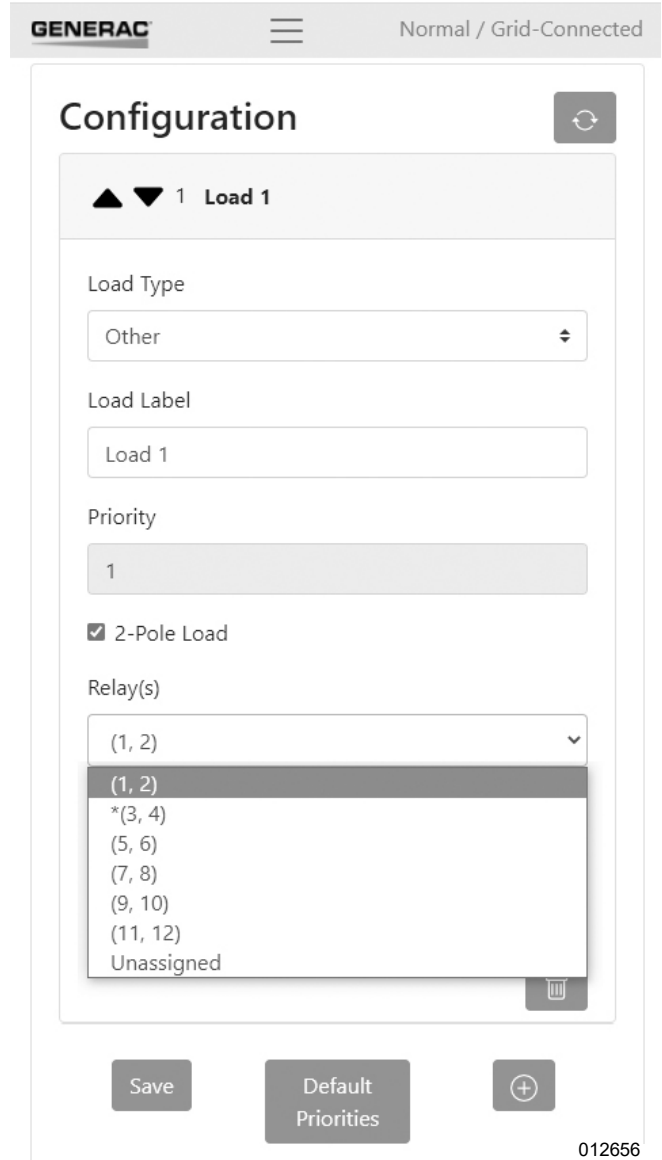 GENERAC
Normal / Grid-Connected
Configuration
1 Load 1
Load Type
Other
Load Label
Load 1
Priority
1
2-Pole Load
Relay(s)
(1, 2)
(1, 2)
*(3, 4)
(5, 6)
(7, 8)
(9, 10)
(11, 12)
Unassigned
Save
Default
Priorities
012656